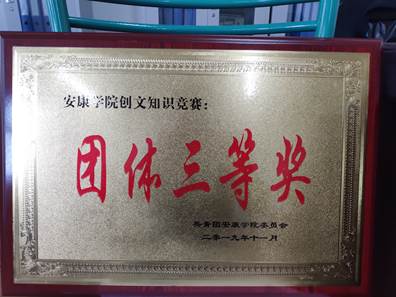 安康学院创文知识竞赛：
团体三等奖
共青团安康学院委员会
二〇一九年十一月